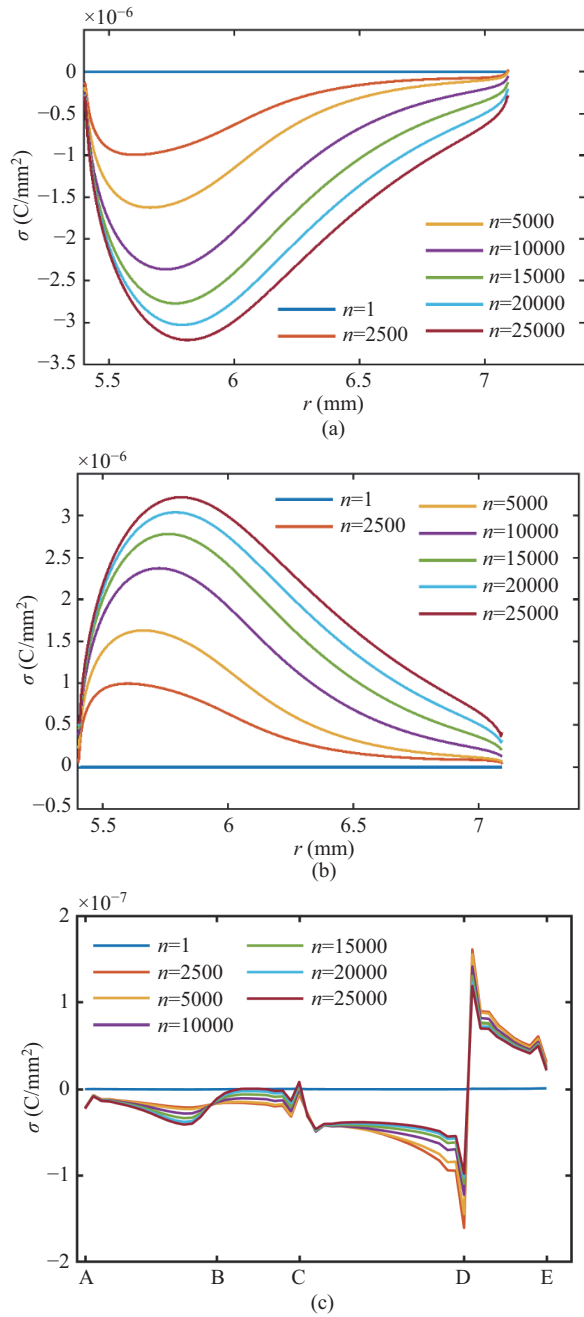 ×10⁻⁶
0
−0.5
−1
−1.5
−2
−2.5
−3
−3.5
σ (C/mm²)
n=5000
n=10000
n=15000
n=20000
n=25000
n=1
n=2500
5.5
6
6.5
7
r (mm)
(a)
×10⁻⁶
3
2.5
2
1.5
1
0.5
0
−0.5
σ (C/mm²)
n=1
n=2500
n=5000
n=10000
n=15000
n=20000
n=25000
5.5
6
6.5
7
r (mm)
(b)
×10⁻⁷
2
1
0
−1
−2
σ (C/mm²)
n=1
n=2500
n=5000
n=10000
n=15000
n=20000
n=25000
A
B
C
D
E
(c)